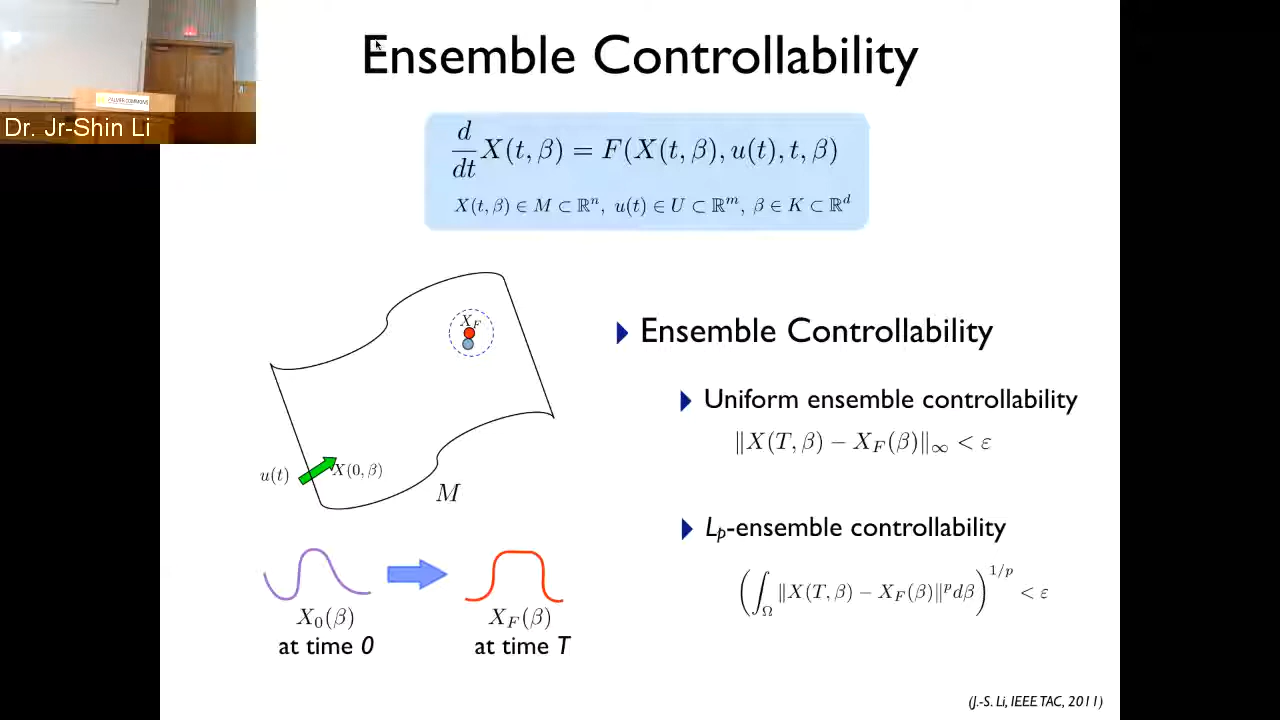 Ensemble Controllability
d/dt X(t, β) = F(X(t, β), u(t), t, β)
X(t, β) ∈ M ⊂ ℝⁿ, u(t) ∈ U ⊂ ℝᵐ, β ∈ K ⊂ ℝᵈ
Dr. Jr-Shin Li
X_F
u(t)
X(0, β)
M
X₀(β)
at time 0
X_F(β)
at time T
Ensemble Controllability
Uniform ensemble controllability
‖X(T, β) − X_F(β)‖_∞ < ε
Lₚ-ensemble controllability
(∫_Ω ‖X(T, β) − X_F(β)‖ᵖ dβ)^{1/p} < ε
(J.-S. Li, IEEE TAC, 2011)